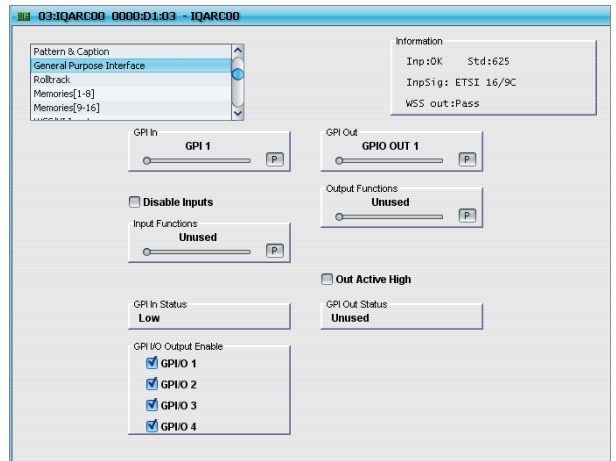 03:IQARC00 0000:D1:03 - IQARC00
Pattern & Caption
General Purpose Interface
Rolltrack
Memories[1-8]
Memories[9-16]
Information
Inp:OK Std:625
InpSig: ETSI 16/9C
WSS out:Pass
GPI In
GPI 1
P
GPI Out
GPIO OUT 1
P
Disable Inputs
Output Functions
Unused
P
Input Functions
Unused
P
Out Active High
GPI In Status
Low
GPI Out Status
Unused
GPI I/O Output Enable
GPI/O 1
GPI/O 2
GPI/O 3
GPI/O 4